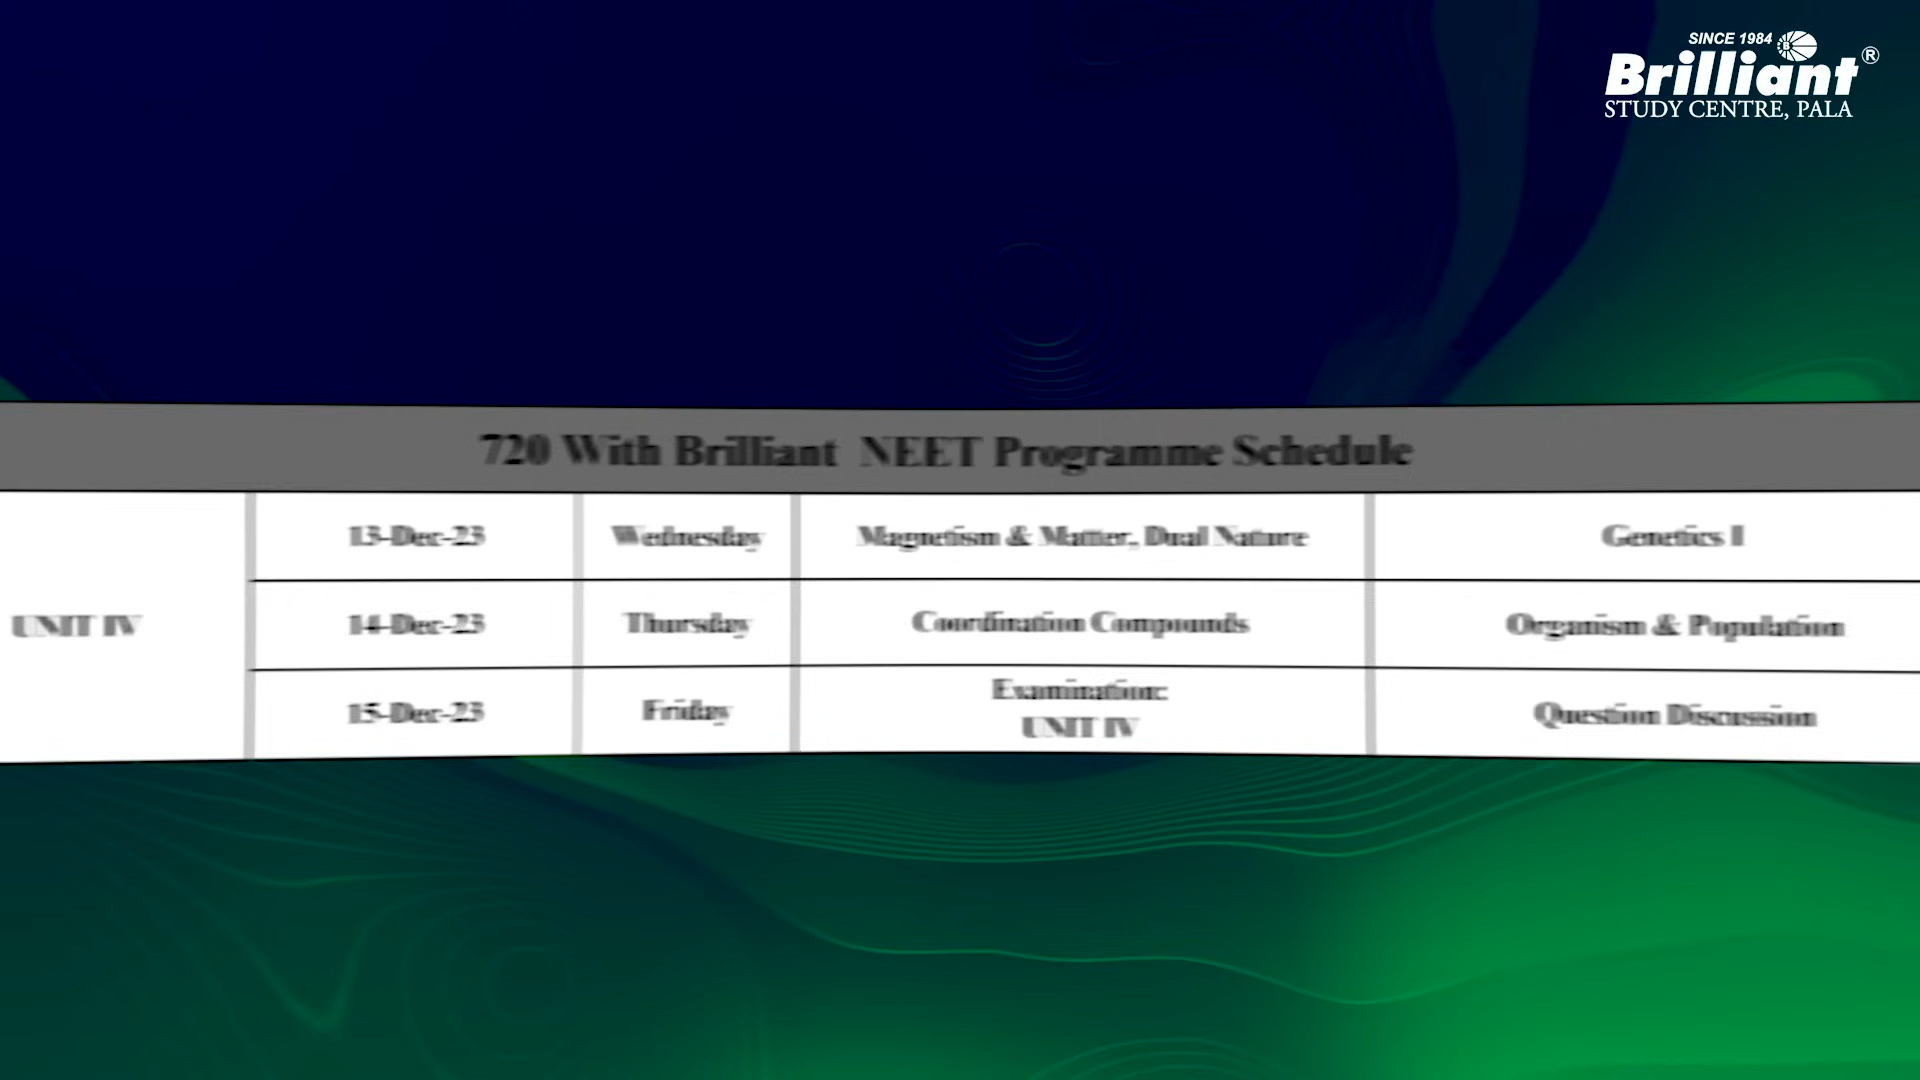 SINCE 1984
Brilliant®
STUDY CENTRE, PALA
720 With Brilliant NEET Programme Schedule
UNIT IV
13-Dec-23 Wednesday Magnetism & Matter, Dual Nature Genetics I
14-Dec-23 Thursday Coordination Compounds Organism & Population
15-Dec-23 Friday Examination: Question Discussion
UNIT IV